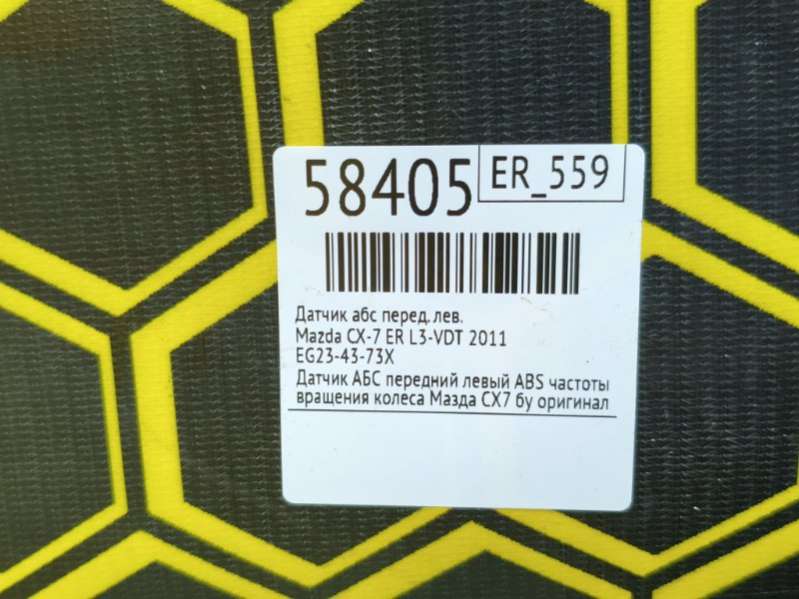 58405
ER_559
Датчик абс перед. лев.
Mazda CX-7 ER L3-VDT 2011
EG23-43-73X
Датчик АБС передний левый ABS частоты
вращения колеса Мазда СХ7 бу оригинал